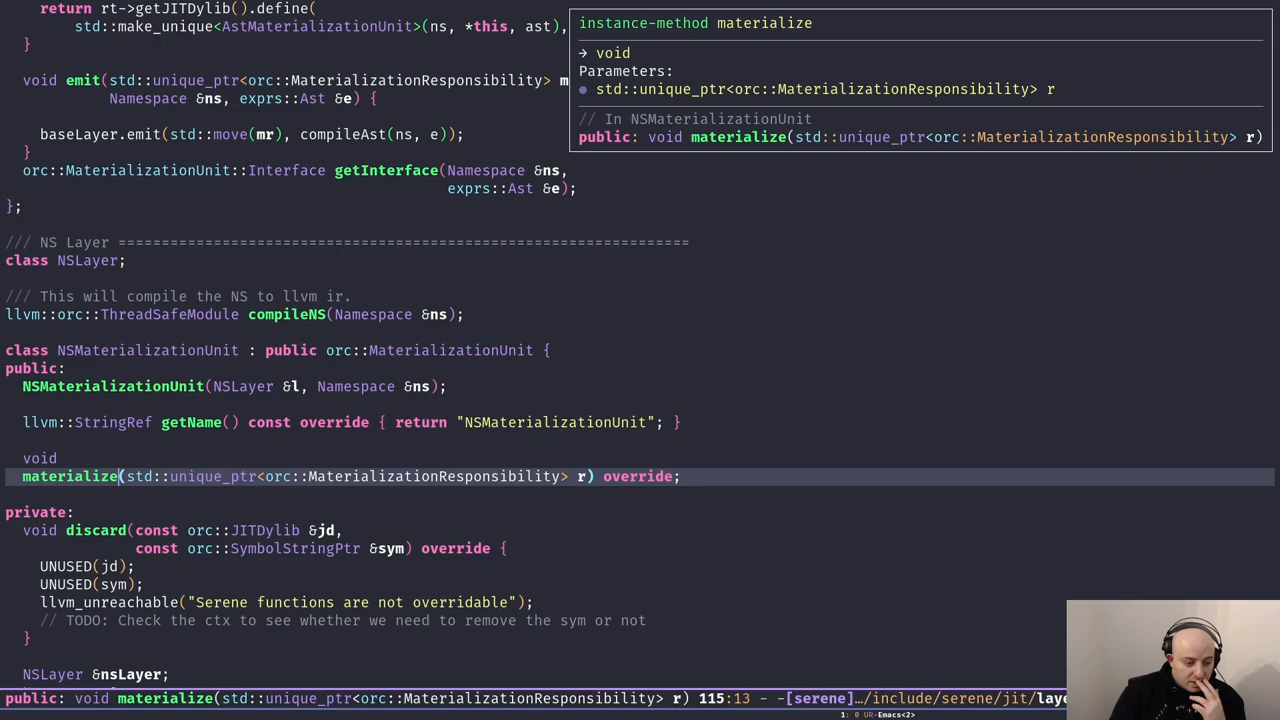 return rt->getJITDylib().define(
        std::make_unique<AstMaterializationUnit>(ns, *this, ast),
  }
  void emit(std::unique_ptr<orc::MaterializationResponsibility> m
            Namespace &ns, exprs::Ast &e) {
    baseLayer.emit(std::move(mr), compileAst(ns, e));
  }
  orc::MaterializationUnit::Interface getInterface(Namespace &ns,
                                                   exprs::Ast &e);
};
/// NS Layer ==================================================================
class NSLayer;
/// This will compile the NS to llvm ir.
llvm::orc::ThreadSafeModule compileNS(Namespace &ns);
class NSMaterializationUnit : public orc::MaterializationUnit {
public:
  NSMaterializationUnit(NSLayer &l, Namespace &ns);
  llvm::StringRef getName() const override { return "NSMaterializationUnit"; }
  void
  materialize(std::unique_ptr<orc::MaterializationResponsibility> r) override;
private:
  void discard(const orc::JITDylib &jd,
               const orc::SymbolStringPtr &sym) override {
    UNUSED(jd);
    UNUSED(sym);
    llvm_unreachable("Serene functions are not overridable");
    // TODO: Check the ctx to see whether we need to remove the sym or not
  }
  NSLayer &nsLayer;
instance-method materialize
→ void
Parameters:
● std::unique_ptr<orc::MaterializationResponsibility> r
// In NSMaterializationUnit
public: void materialize(std::unique_ptr<orc::MaterializationResponsibility> r)
public: void materialize(std::unique_ptr<orc::MaterializationResponsibility> r) 115:13 - -[serene]…/include/serene/jit/laye
1: 0 UR-Emacs<2>